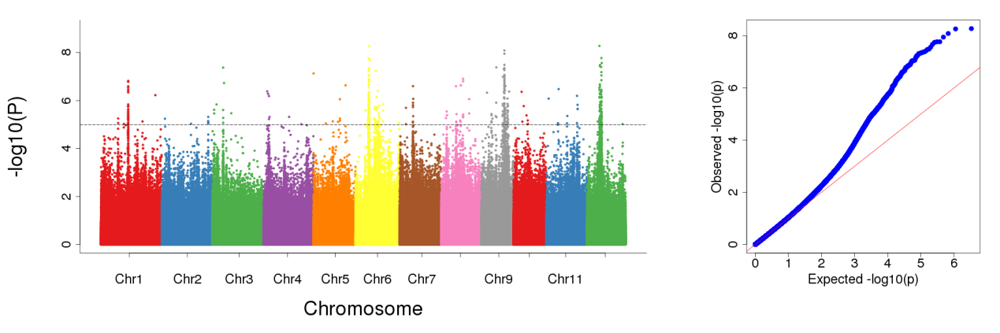 -log10(P)
8
6
4
2
0
Chr1 Chr2 Chr3 Chr4 Chr5 Chr6 Chr7 Chr9 Chr11
Chromosome
Observed -log10(p)
8
6
4
2
0
0 1 2 3 4 5 6
Expected -log10(p)